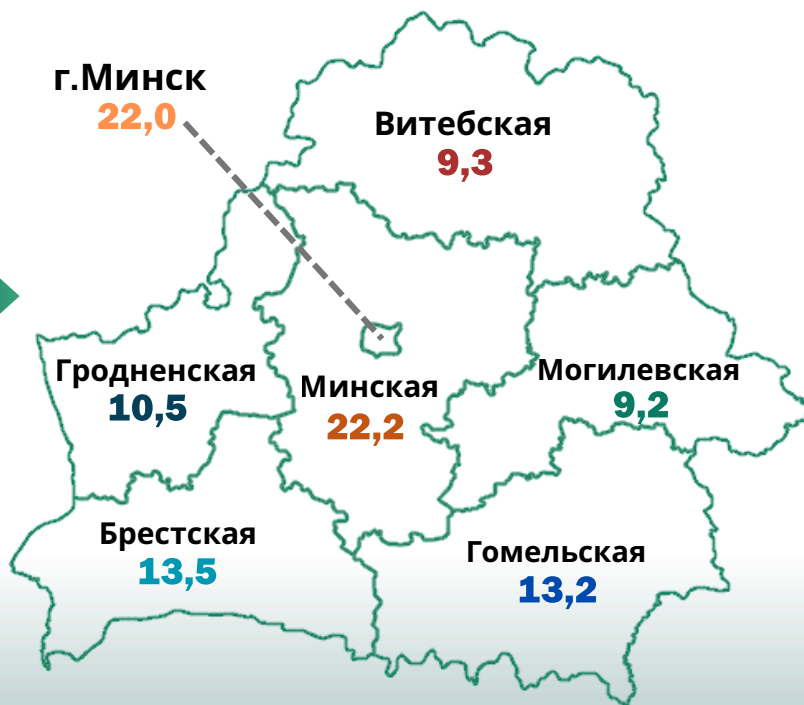 г.Минск
22,0
Витебская
9,3
Гродненская
10,5
Минская
22,2
Могилевская
9,2
Брестская
13,5
Гомельская
13,2